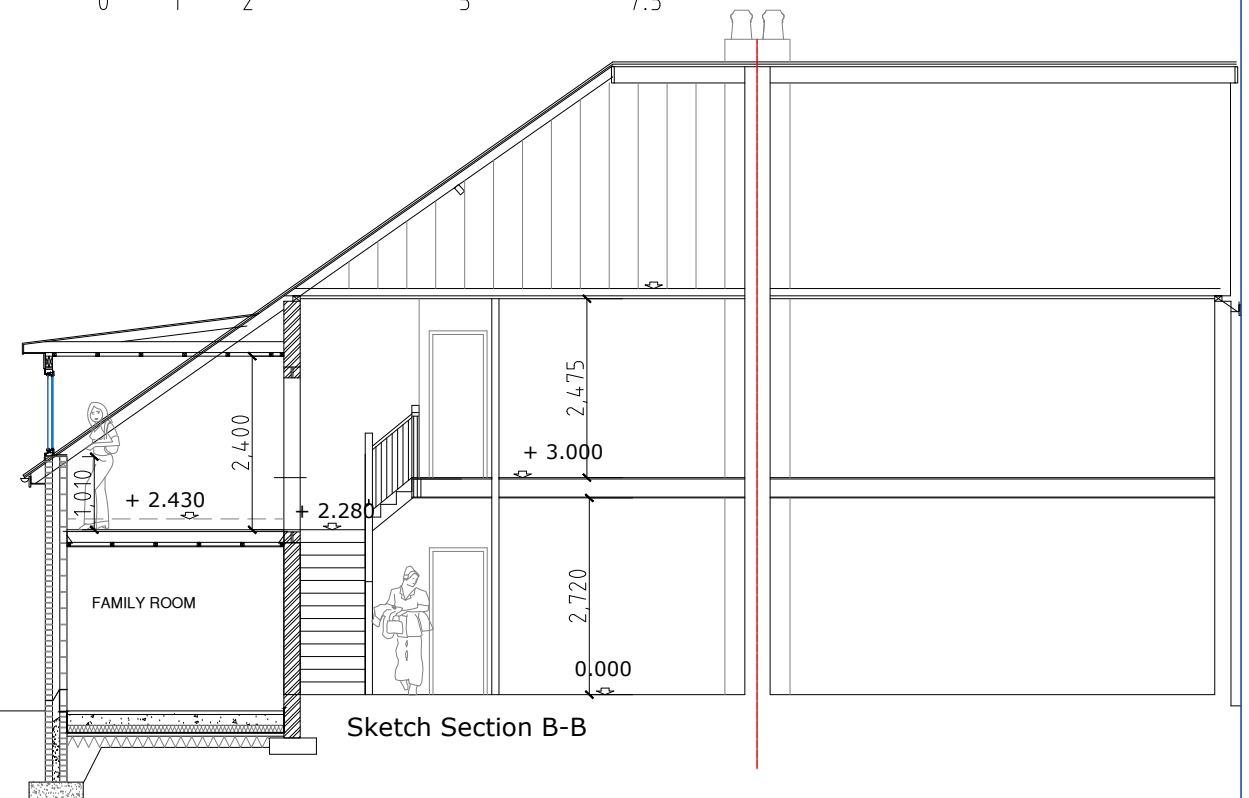 0 1 2 5 7.5
2,475
+ 3.000
2,400
1,010
+ 2.430
+ 2.280
2,720
FAMILY ROOM
0.000
Sketch Section B-B